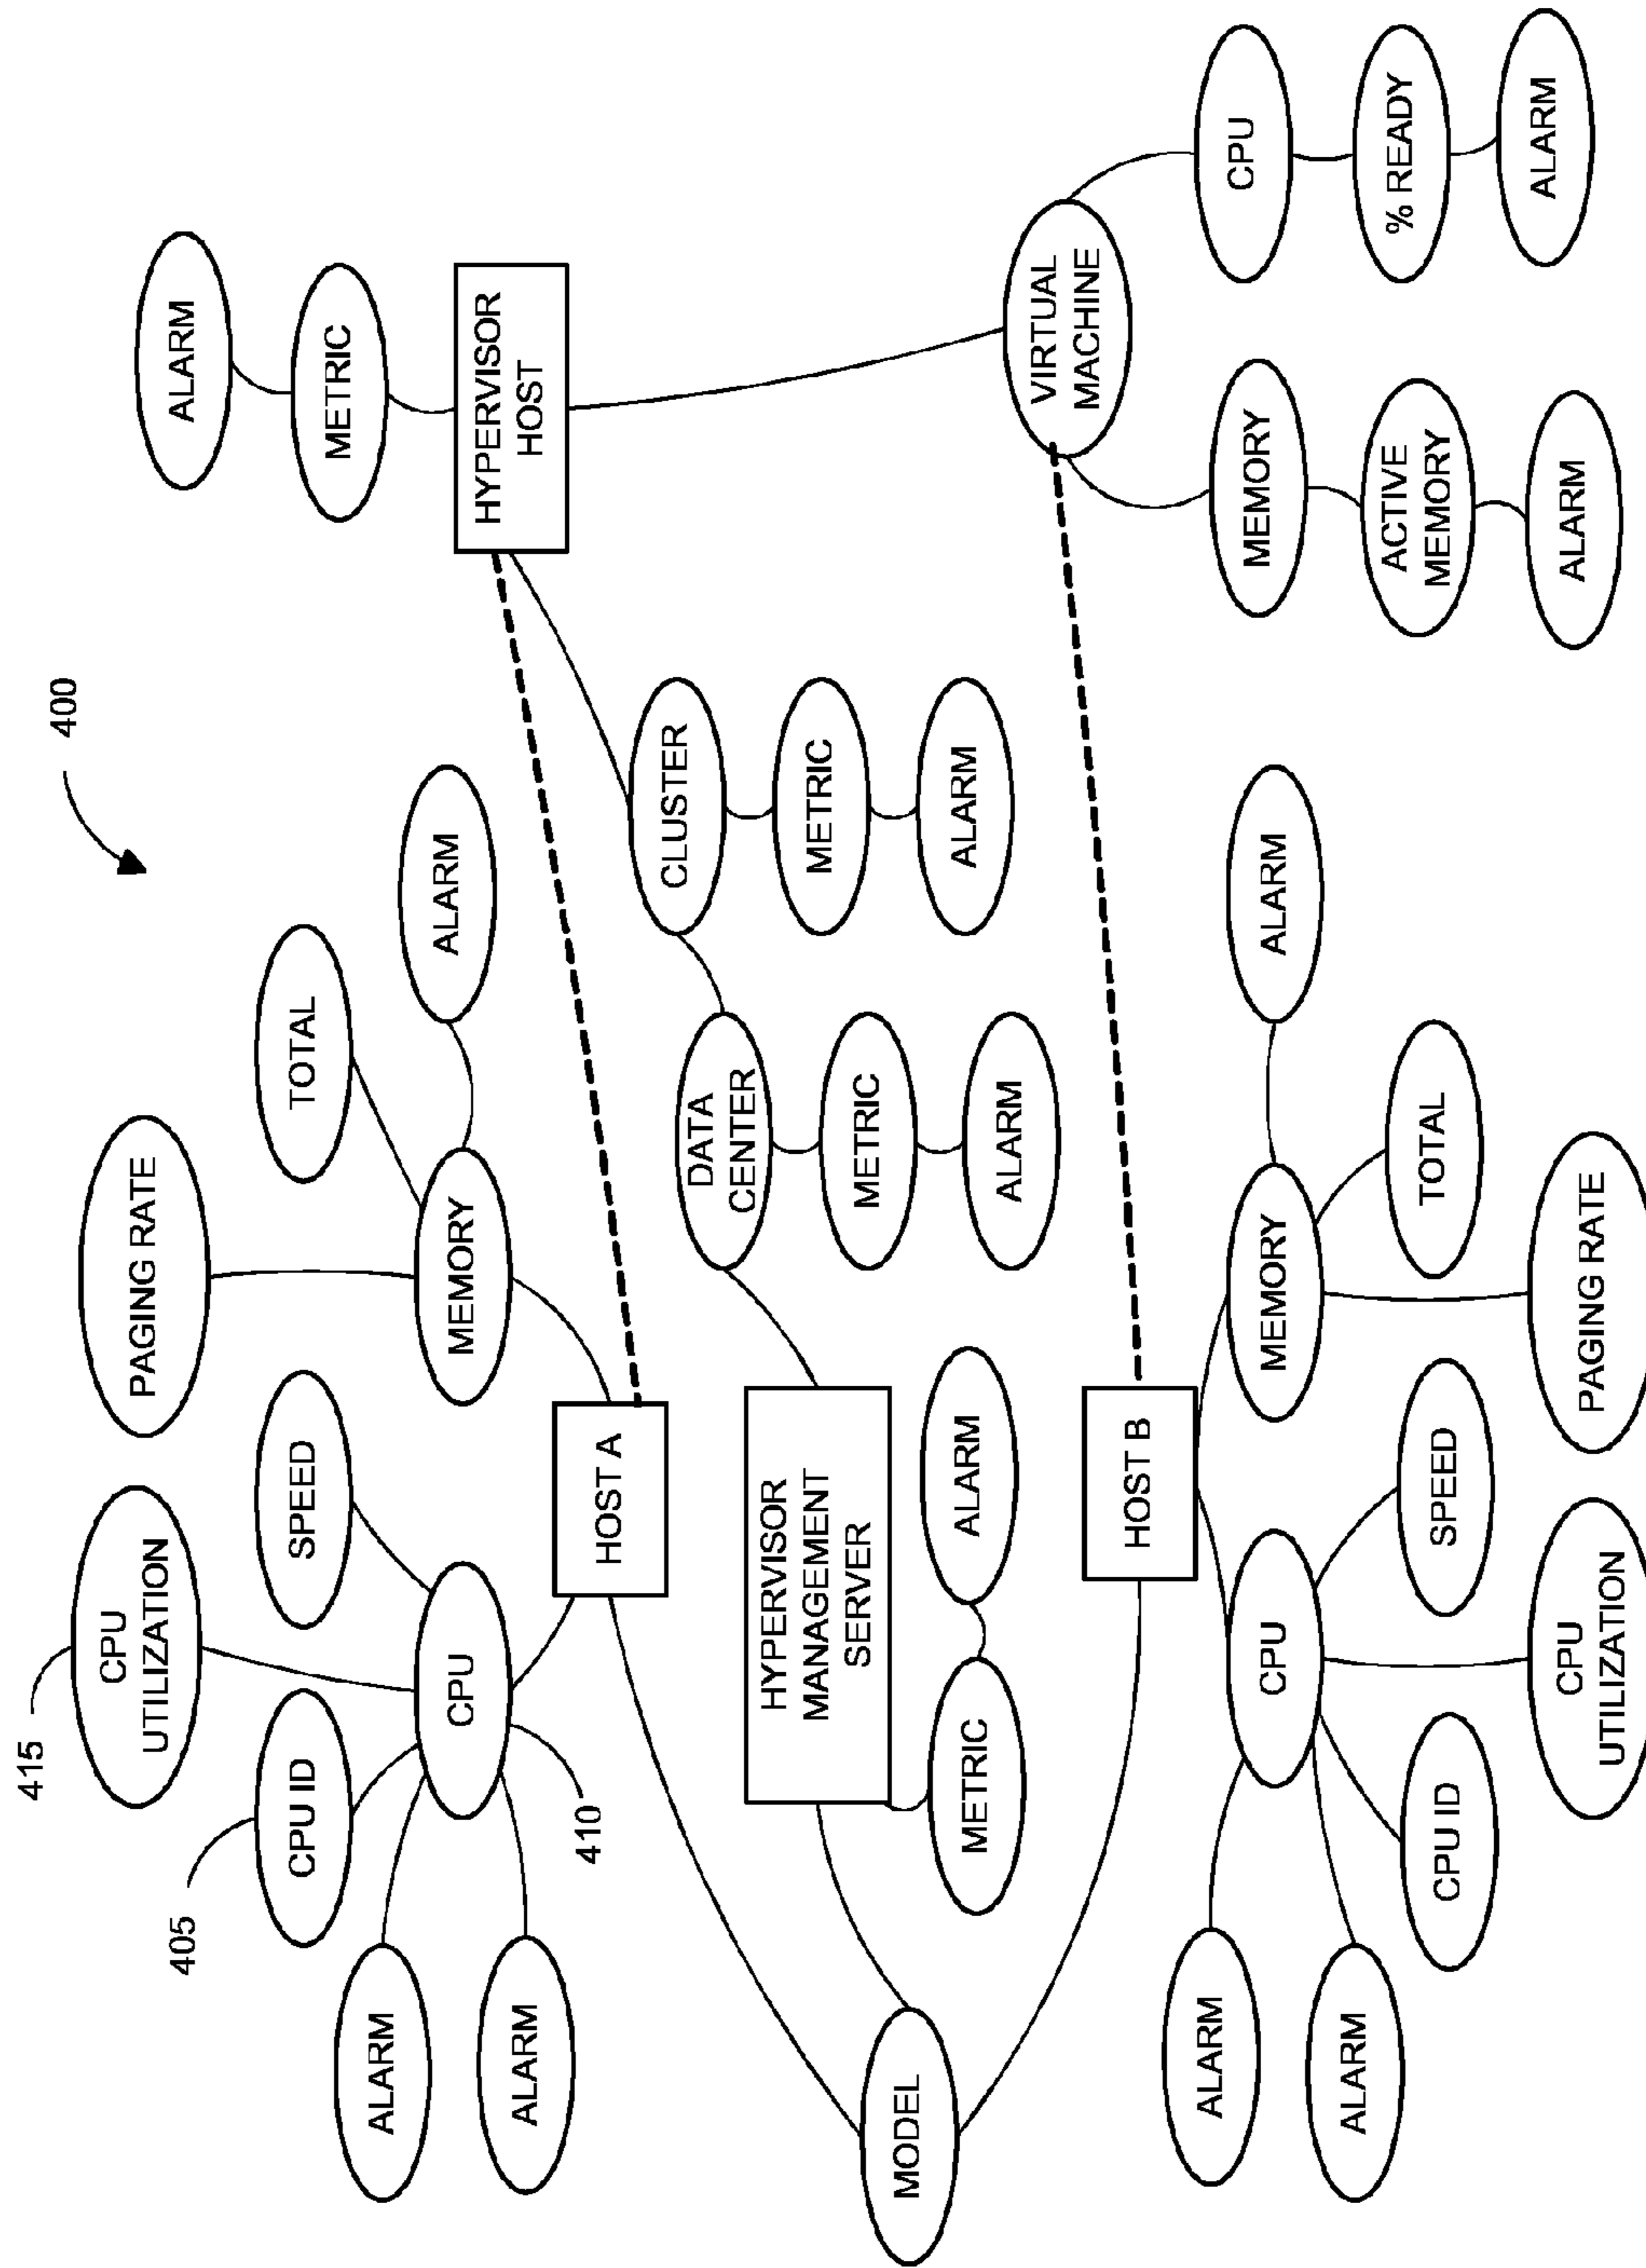 400
415
405
410
CPU
UTILIZATION
PAGING RATE
CPU ID
SPEED
TOTAL
ALARM
ALARM
CPU
MEMORY
ALARM
ALARM
METRIC
HYPERVISOR
HOST
HOST A
MODEL
HYPERVISOR
MANAGEMENT
SERVER
METRIC
ALARM
DATA
CENTER
METRIC
ALARM
CLUSTER
METRIC
ALARM
HOST B
VIRTUAL
MACHINE
MEMORY
ACTIVE
MEMORY
ALARM
CPU
% READY
ALARM
ALARM
ALARM
CPU
MEMORY
ALARM
CPU ID
SPEED
TOTAL
CPU
UTILIZATION
PAGING RATE